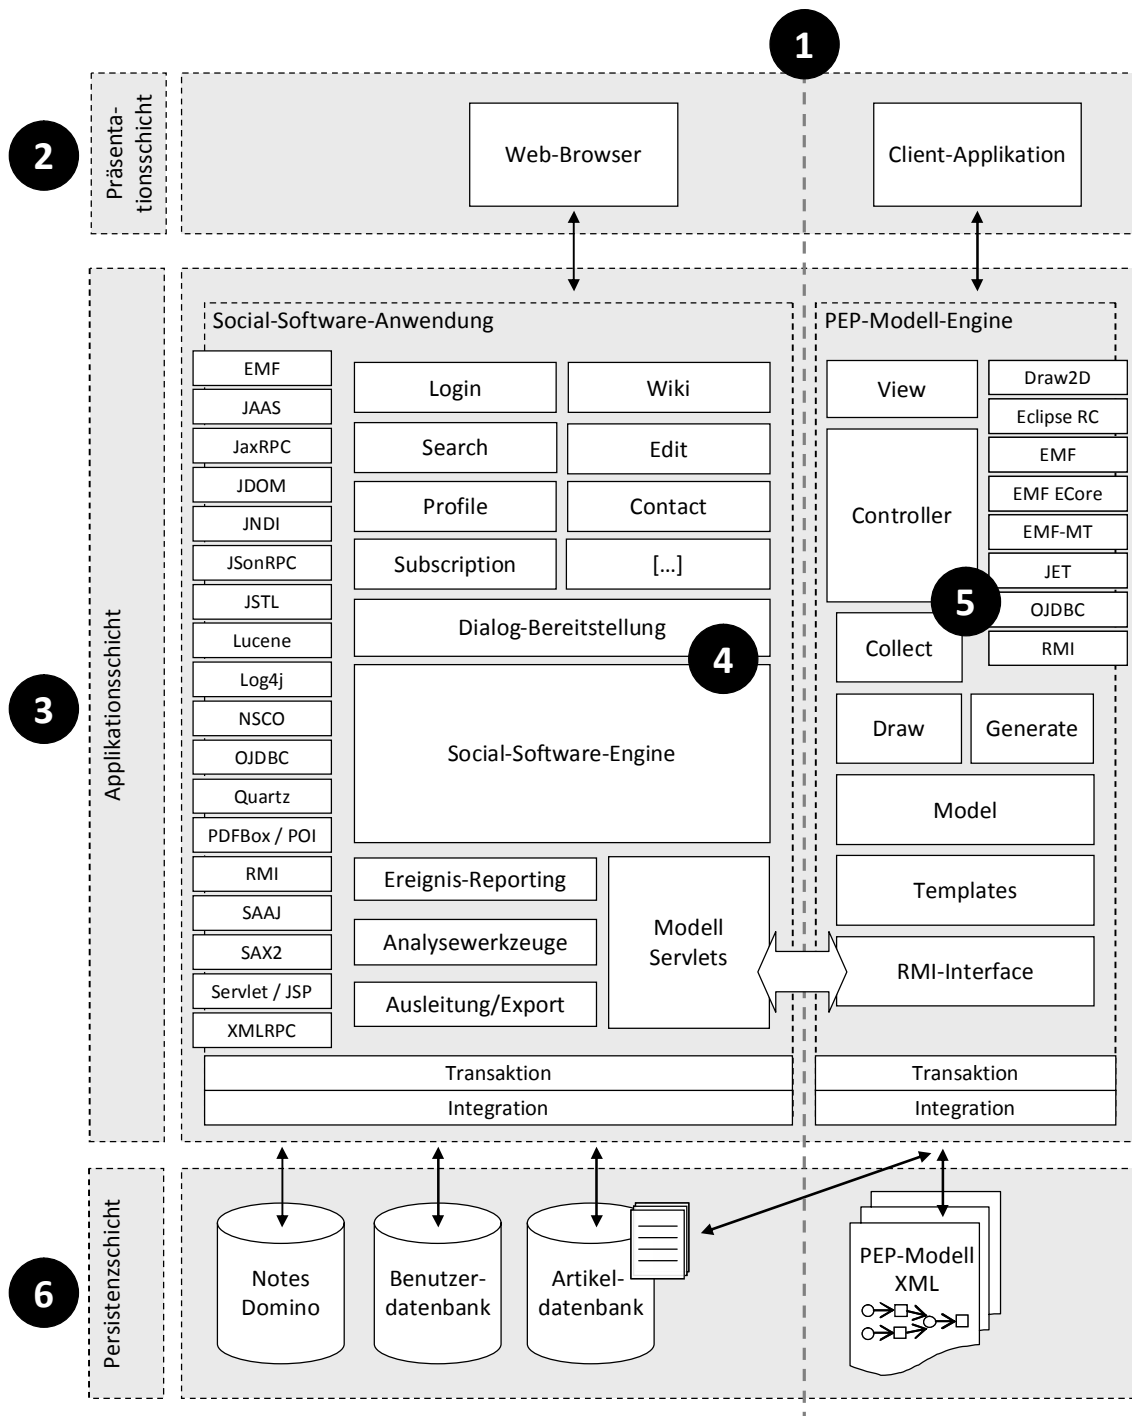 1
2
Präsenta-
tionsschicht
Web-Browser
Client-Applikation
3
Applikationsschicht
Social-Software-Anwendung
EMF
JAAS
JaxRPC
JDOM
JNDI
JSonRPC
JSTL
Lucene
Log4j
NSCO
OJDBC
Quartz
PDFBox / POI
RMI
SAAJ
SAX2
Servlet / JSP
XMLRPC
Login
Wiki
Search
Edit
Profile
Contact
Subscription
[...]
Dialog-Bereitstellung
4
Social-Software-Engine
Ereignis-Reporting
Analysewerkzeuge
Ausleitung/Export
Modell
Servlets
Transaktion
Integration
PEP-Modell-Engine
View
Controller
Draw2D
Eclipse RC
EMF
EMF ECore
EMF-MT
JET
OJDBC
RMI
5
Collect
Draw
Generate
Model
Templates
RMI-Interface
Transaktion
Integration
6
Persistenzschicht
Notes
Domino
Benutzer-
datenbank
Artikel-
datenbank
PEP-Modell
XML